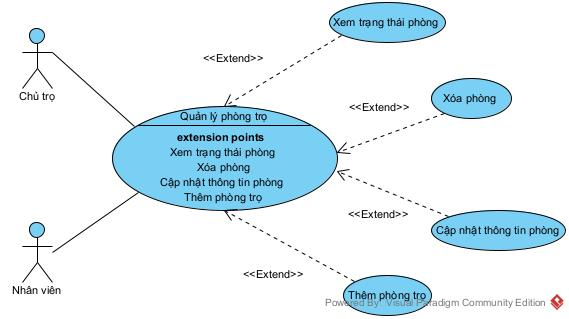 Xem trạng thái phòng
<<Extend>>
Chủ trọ
Xóa phòng
<<Extend>>
Quản lý phòng trọ
extension points
Xem trạng thái phòng
Xóa phòng
Cập nhật thông tin phòng
Thêm phòng trọ
<<Extend>>
Cập nhật thông tin phòng
Nhân viên
<<Extend>>
Thêm phòng trọ
Powered By: Visual Paradigm Community Edition